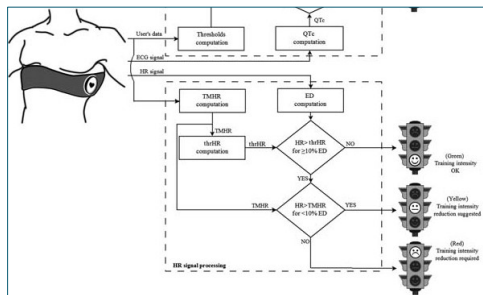 QTc
User's data
Thresholds
computation
QTc
computation
ECG signal
HR signal
TMHR
computation
ED
computation
TMHR
thrHR
computation
thrHR
HR>thrHR
for ≥10% ED
NO
(Green)
Training intensity
OK
YES
TMHR
HR>TMHR
for <10% ED
YES
(Yellow)
Training intensity
reduction suggested
NO
(Red)
Training intensity
reduction required
HR signal processing